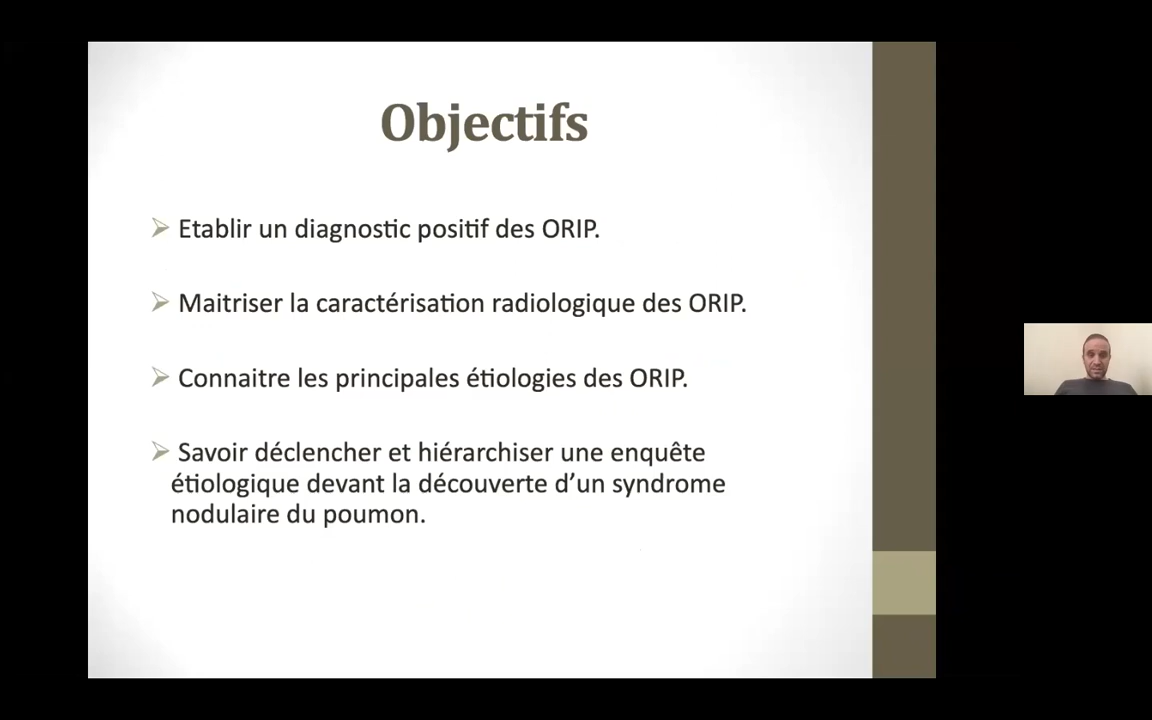 Objectifs
Etablir un diagnostic positif des ORIP.
Maitriser la caractérisation radiologique des ORIP.
Connaitre les principales étiologies des ORIP.
Savoir déclencher et hiérarchiser une enquête
étiologique devant la découverte d’un syndrome
nodulaire du poumon.